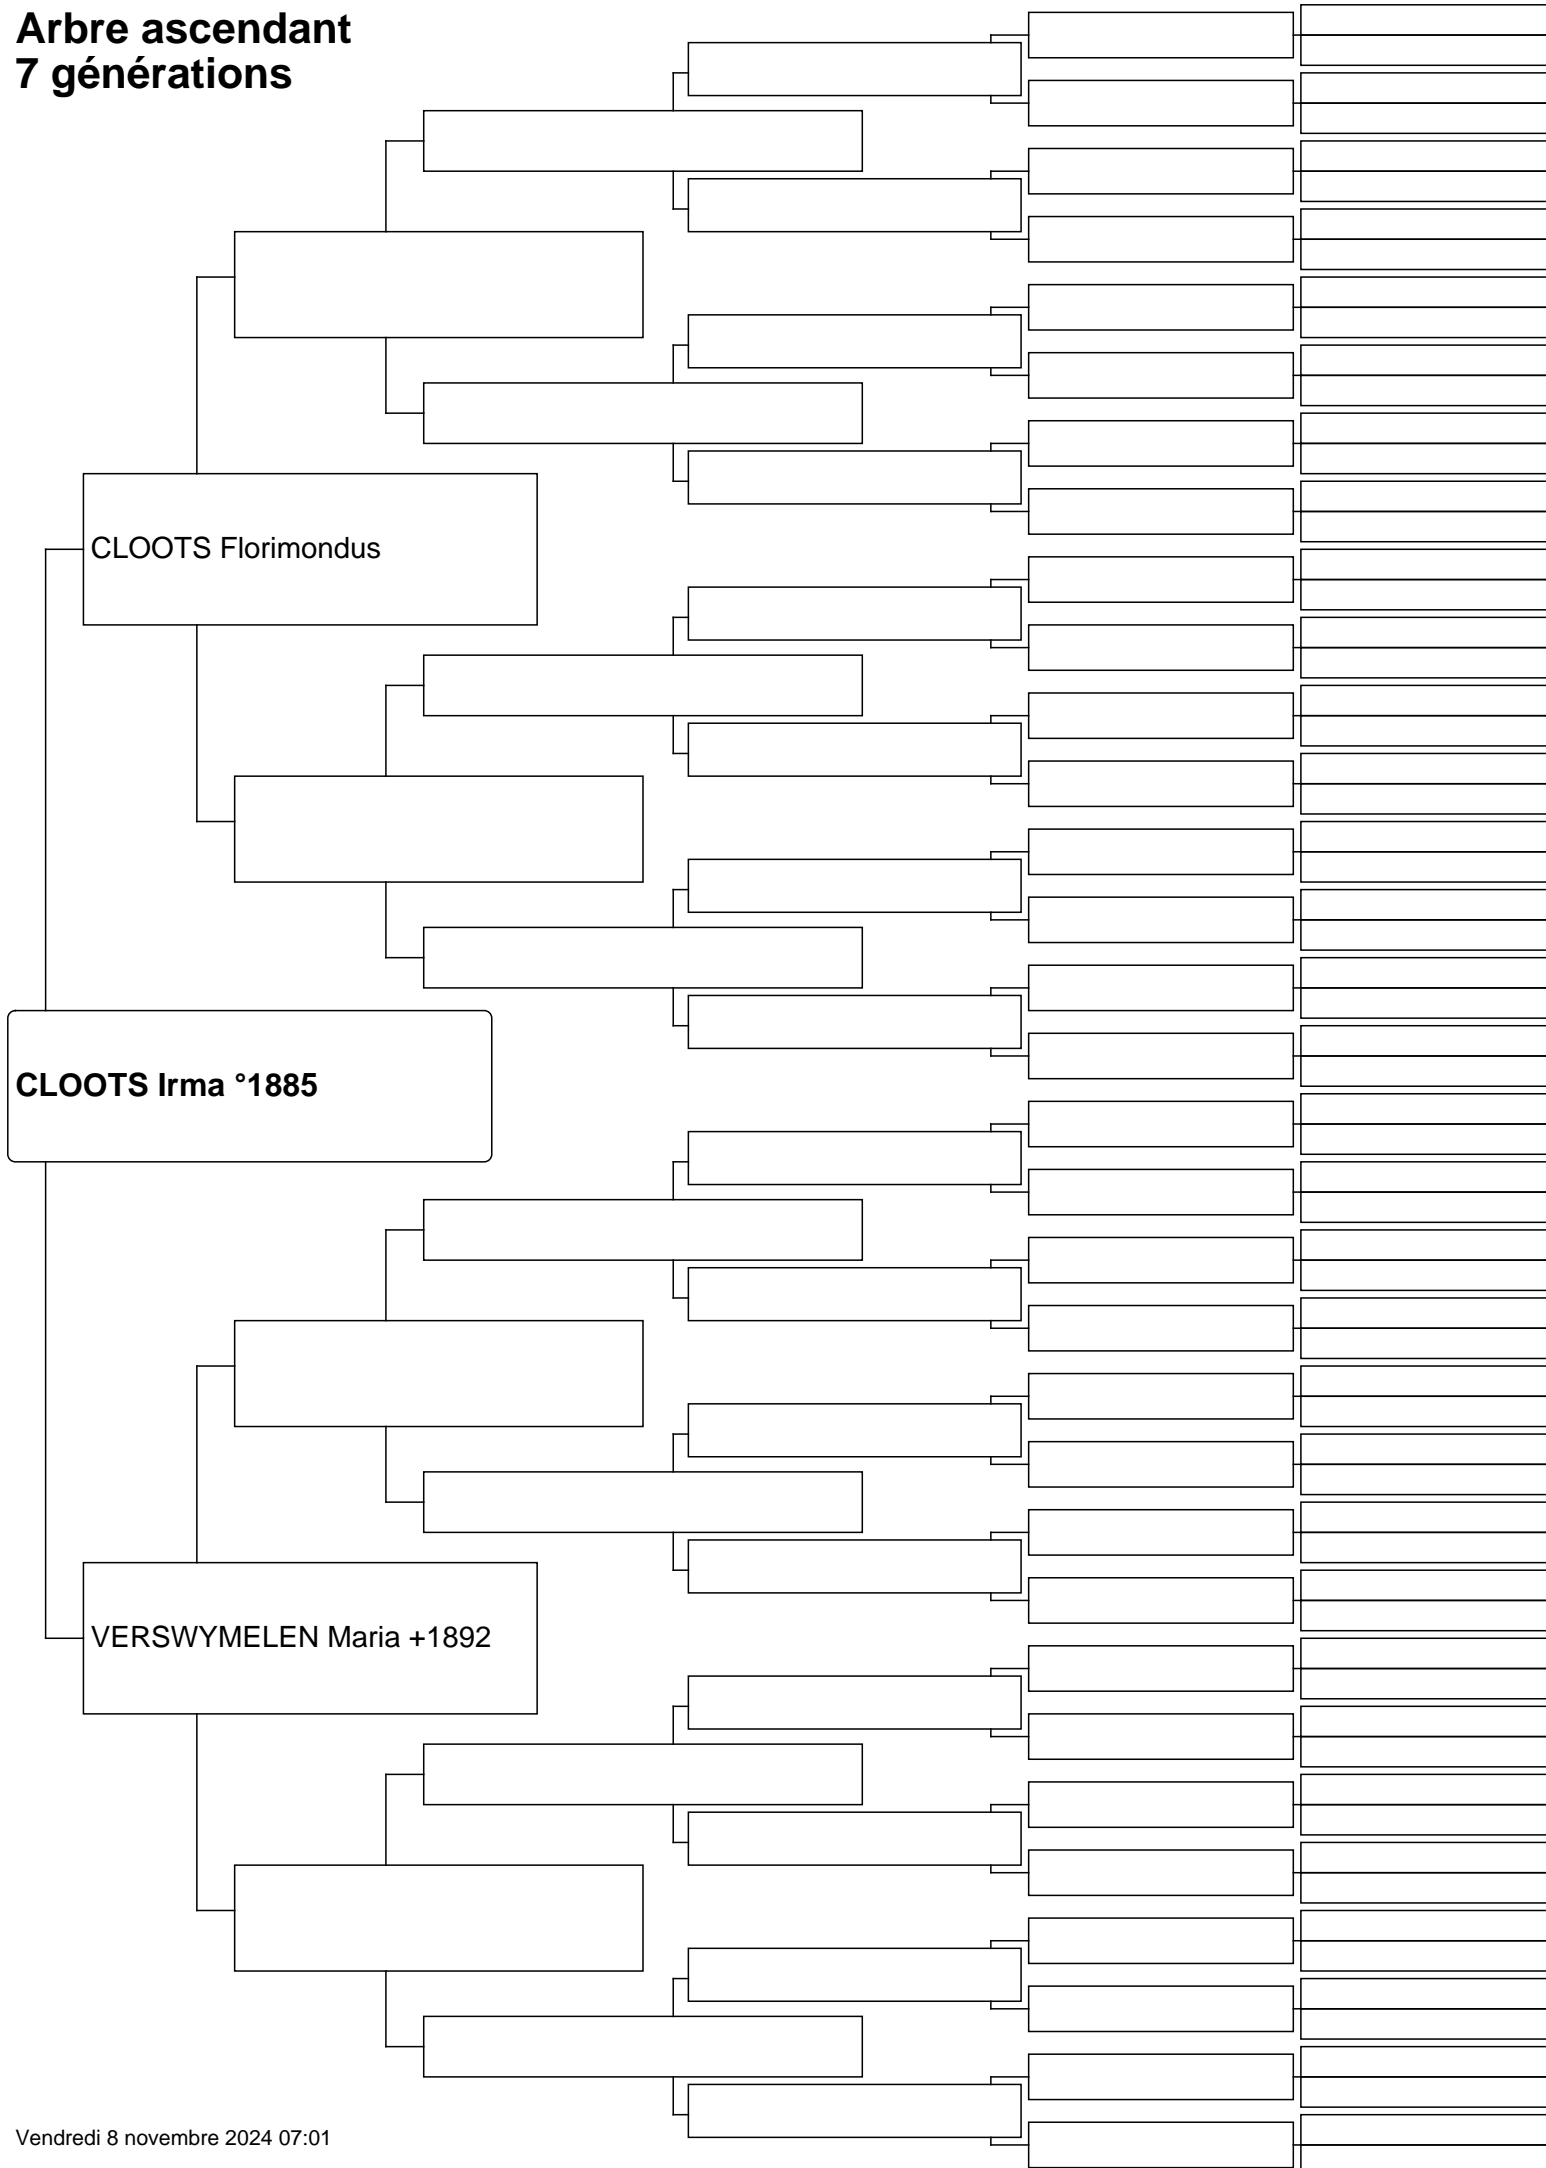 Arbre ascendant
7 générations
CLOOTS Florimondus
CLOOTS Irma °1885
VERSWYMELEN Maria +1892
Vendredi 8 novembre 2024 07:01